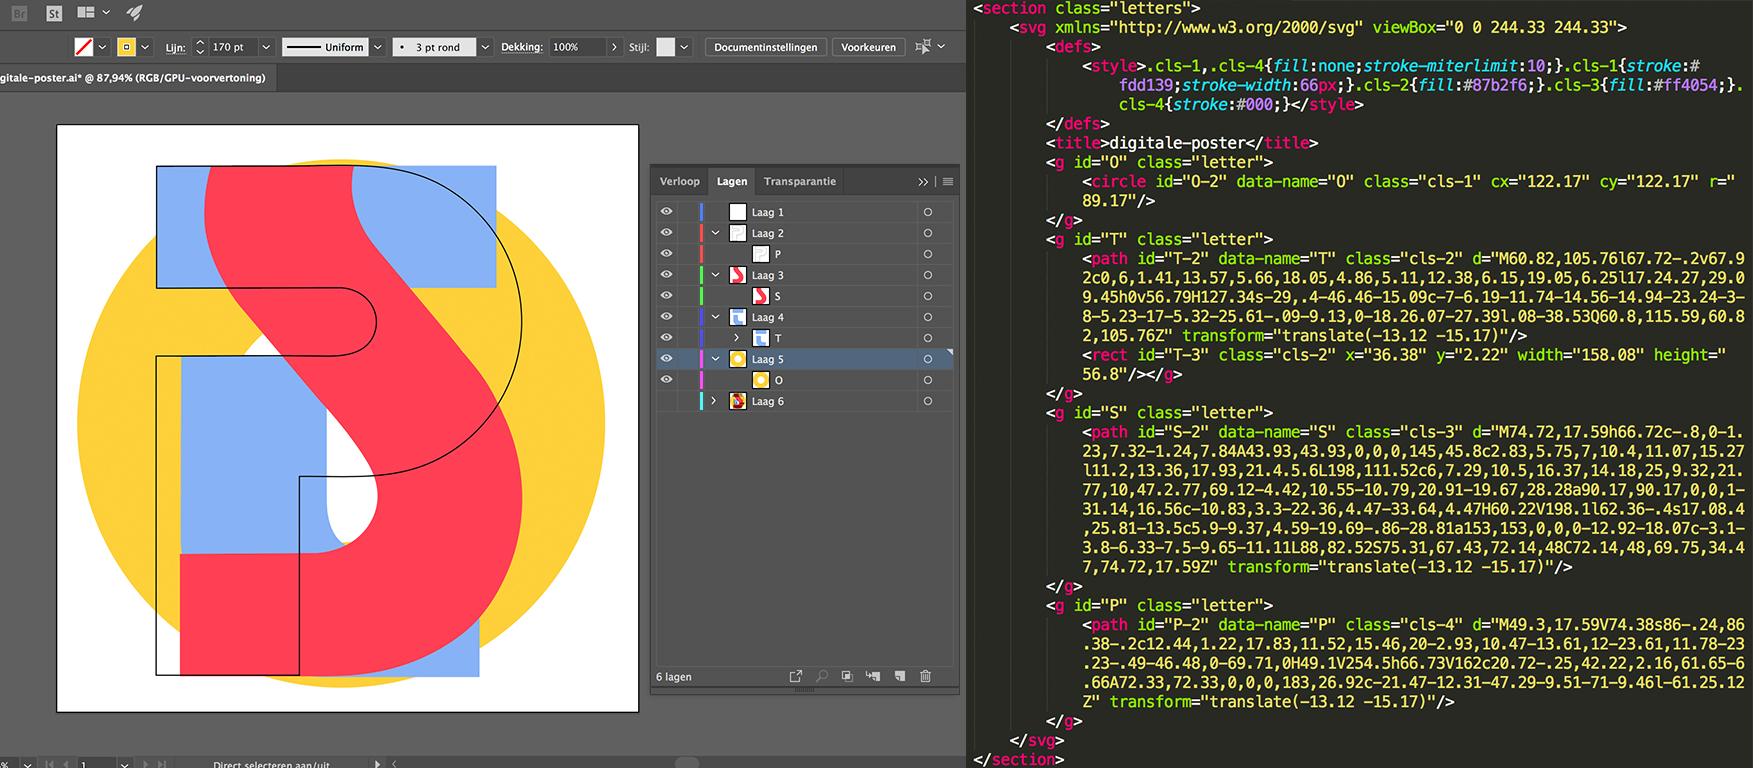 Br St
Lijn: 170 pt Uniform 3 pt rond Dekking: 100% Stijl: Documentinstellingen Voorkeuren
gitale-poster.ai* @ 87,94% (RGB/GPU-voorvertoning)
Verloop Lagen Transparantie
Laag 1
Laag 2
P
Laag 3
S
Laag 4
T
Laag 5
O
Laag 6
6 lagen
% 1 Direct selecteren aan/uit
<section class="letters">
<svg xmlns="http://www.w3.org/2000/svg" viewBox="0 0 244.33 244.33">
<defs>
<style>.cls-1,.cls-4{fill:none;stroke-miterlimit:10;}.cls-1{stroke:#
fdd139;stroke-width:66px;}.cls-2{fill:#87b2f6;}.cls-3{fill:#ff4054;}.
cls-4{stroke:#000;}</style>
</defs>
<title>digitale-poster</title>
<g id="O" class="letter">
<circle id="O-2" data-name="O" class="cls-1" cx="122.17" cy="122.17" r="
89.17"/>
</g>
<g id="T" class="letter">
<path id="T-2" data-name="T" class="cls-2" d="M60.82,105.76l67.72-.2v67.9
2c0,6,1.41,13.57,5.66,18.05,4.86,5.11,12.38,6.15,19.05,6.25l17.24.27,29.0
9.45h0v56.79H127.34s-29,.4-46.46-15.09c-7-6.19-11.74-14.56-14.94-23.24-3-
8-5.23-17-5.32-25.61-.09-9.13,0-18.26.07-27.39l.08-38.53Q60.8,115.59,60.8
2,105.76Z" transform="translate(-13.12 -15.17)"/>
<rect id="T-3" class="cls-2" x="36.38" y="2.22" width="158.08" height="
56.8"/></g>
</g>
<g id="S" class="letter">
<path id="S-2" data-name="S" class="cls-3" d="M74.72,17.59h66.72c-.8,0-1.
23,7.32-1.24,7.84A43.93,43.93,0,0,0,145,45.8c2.83,5.75,7,10.4,11.07,15.27
l11.2,13.36,17.93,21.4.5.6L198,111.52c6,7.29,10.5,16.37,14.18,25,9.32,21.
77,10,47.2.77,69.12-4.42,10.55-10.79,20.91-19.67,28.28a90.17,90.17,0,0,1-
31.14,16.56c-10.83,3.3-22.36,4.47-33.64,4.47H60.22V198.1l62.36-.4s17.08.4
,25.81-13.5c5.9-9.37,4.59-19.69-.86-28.81a153,153,0,0,0-12.92-18.07c-3.1-
3.8-6.33-7.5-9.65-11.11L88,82.52S75.31,67.43,72.14,48C72.14,48,69.75,34.4
7,74.72,17.59Z" transform="translate(-13.12 -15.17)"/>
</g>
<g id="P" class="letter">
<path id="P-2" data-name="P" class="cls-4" d="M49.3,17.59V74.38s86-.24,86
.38-.2c12.44,1.22,17.83,11.52,15.46,20-2.93,10.47-13.61,12-23.61,11.78-23
.23-.49-46.48,0-69.71,0H49.1V254.5h66.73V162c20.72-.25,42.22,2.16,61.65-6
.66A72.33,72.33,0,0,0,183,26.92c-21.47-12.31-47.29-9.51-71-9.46l-61.25.12
Z" transform="translate(-13.12 -15.17)"/>
</g>
</svg>
</section>